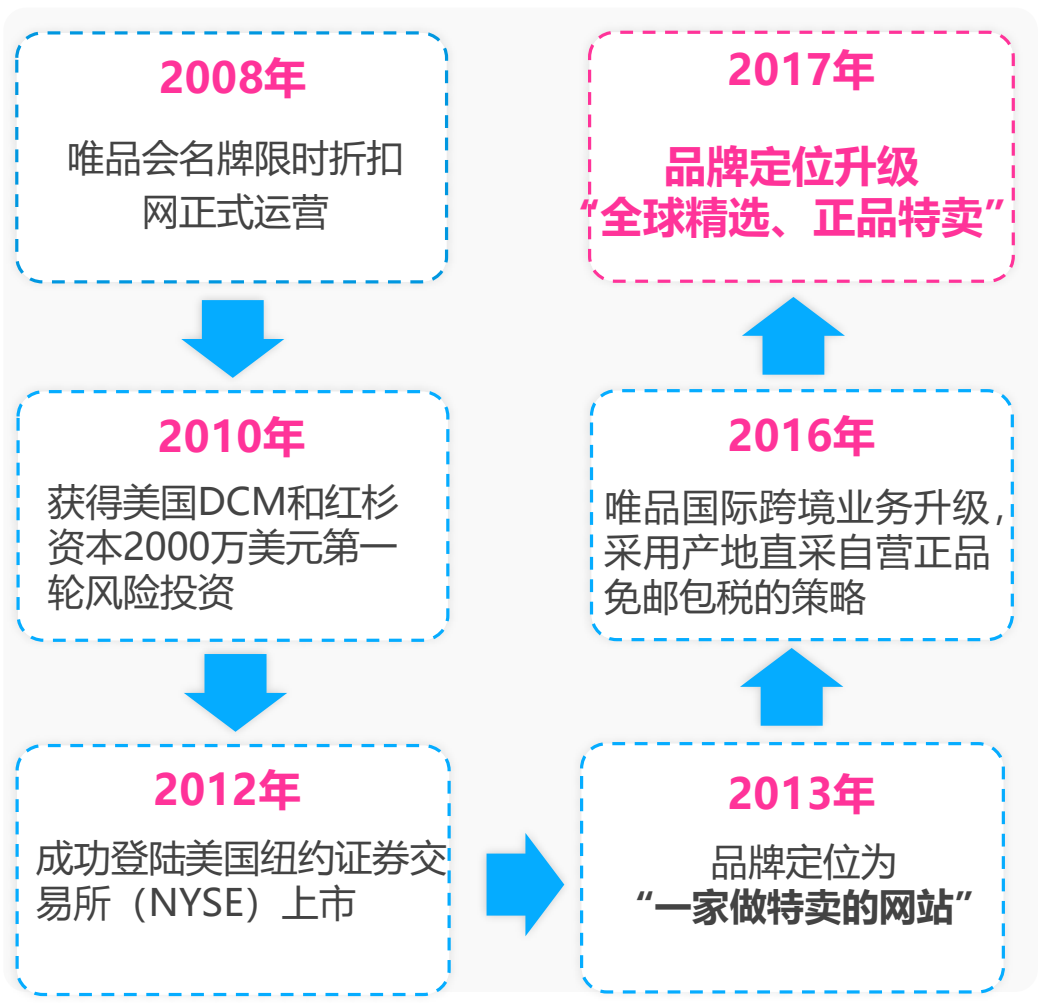 2008年
唯品会名牌限时折扣
网正式运营
2010年
获得美国DCM和红杉
资本2000万美元第一
轮风险投资
2012年
成功登陆美国纽约证券交
易所（NYSE）上市
2013年
品牌定位为
“一家做特卖的网站”
2016年
唯品国际跨境业务升级，
采用产地直采自营正品
免邮包税的策略
2017年
品牌定位升级
“全球精选、正品特卖”